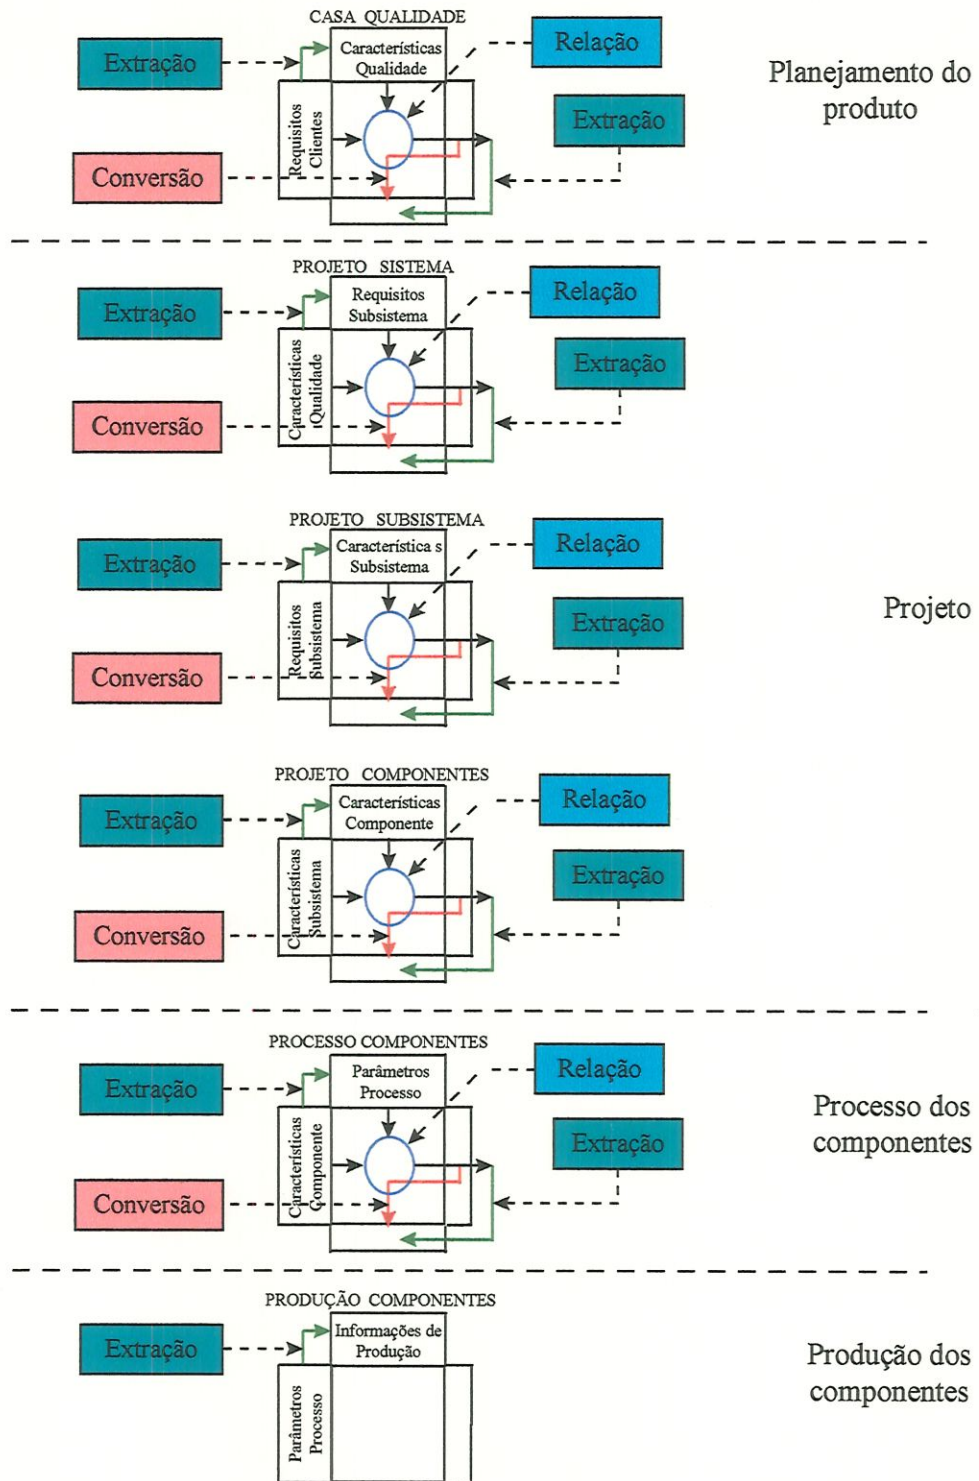 CASA QUALIDADE
Extração
Características
Qualidade
Relação
Planejamento do
produto
Requisitos
Clientes
Extração
Conversão
PROJETO SISTEMA
Extração
Requisitos
Subsistema
Relação
Características
Qualidade
Extração
Conversão
PROJETO SUBSISTEMA
Extração
Característica s
Subsistema
Relação
Requisitos
Subsistema
Extração
Projeto
Conversão
PROJETO COMPONENTES
Extração
Características
Componente
Relação
Características
Subsistema
Extração
Conversão
PROCESSO COMPONENTES
Extração
Parâmetros
Processo
Relação
Características
Componente
Extração
Processo dos
componentes
Conversão
PRODUÇÃO COMPONENTES
Extração
Informações de
Produção
Produção dos
componentes
Parâmetros
Processo